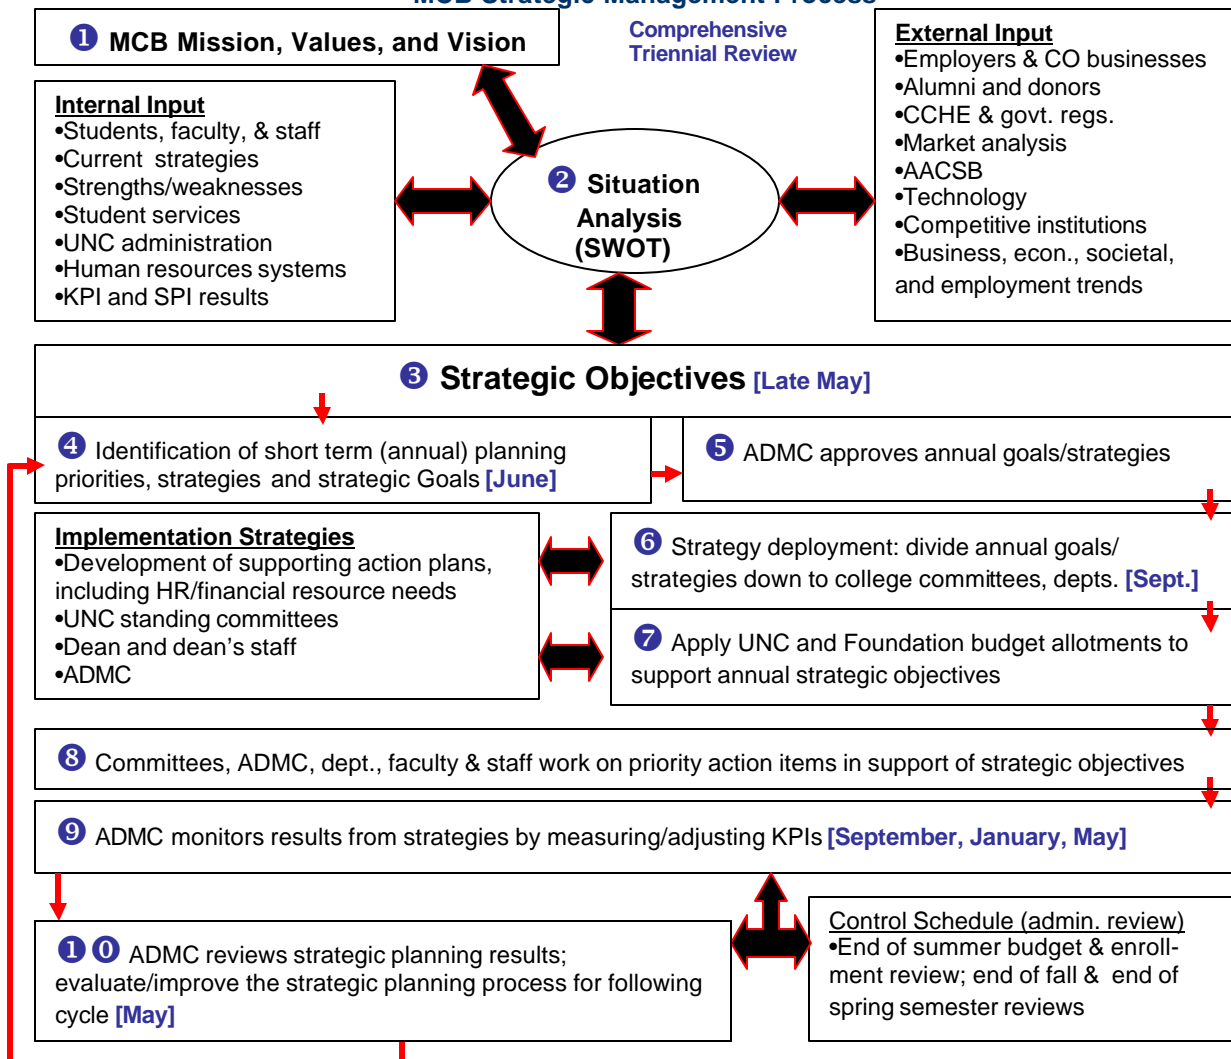 MCB Strategic Management Process
❶ MCB Mission, Values, and Vision
Comprehensive
Triennial Review
Internal Input
•Students, faculty, & staff
•Current strategies
•Strengths/weaknesses
•Student services
•UNC administration
•Human resources systems
•KPI and SPI results
❷ Situation
Analysis
(SWOT)
External Input
•Employers & CO businesses
•Alumni and donors
•CCHE & govt. regs.
•Market analysis
•AACSB
•Technology
•Competitive institutions
•Business, econ., societal,
and employment trends
❸ Strategic Objectives [Late May]
❹ Identification of short term (annual) planning
priorities, strategies and strategic Goals [June]
❺ ADMC approves annual goals/strategies
Implementation Strategies
•Development of supporting action plans,
including HR/financial resource needs
•UNC standing committees
•Dean and dean's staff
•ADMC
❻ Strategy deployment: divide annual goals/
strategies down to college committees, depts. [Sept.]
❼ Apply UNC and Foundation budget allotments to
support annual strategic objectives
❽ Committees, ADMC, dept., faculty & staff work on priority action items in support of strategic objectives
❾ ADMC monitors results from strategies by measuring/adjusting KPIs [September, January, May]
❶⓿ ADMC reviews strategic planning results;
evaluate/improve the strategic planning process for following
cycle [May]
Control Schedule (admin. review)
•End of summer budget & enroll-
ment review; end of fall & end of
spring semester reviews